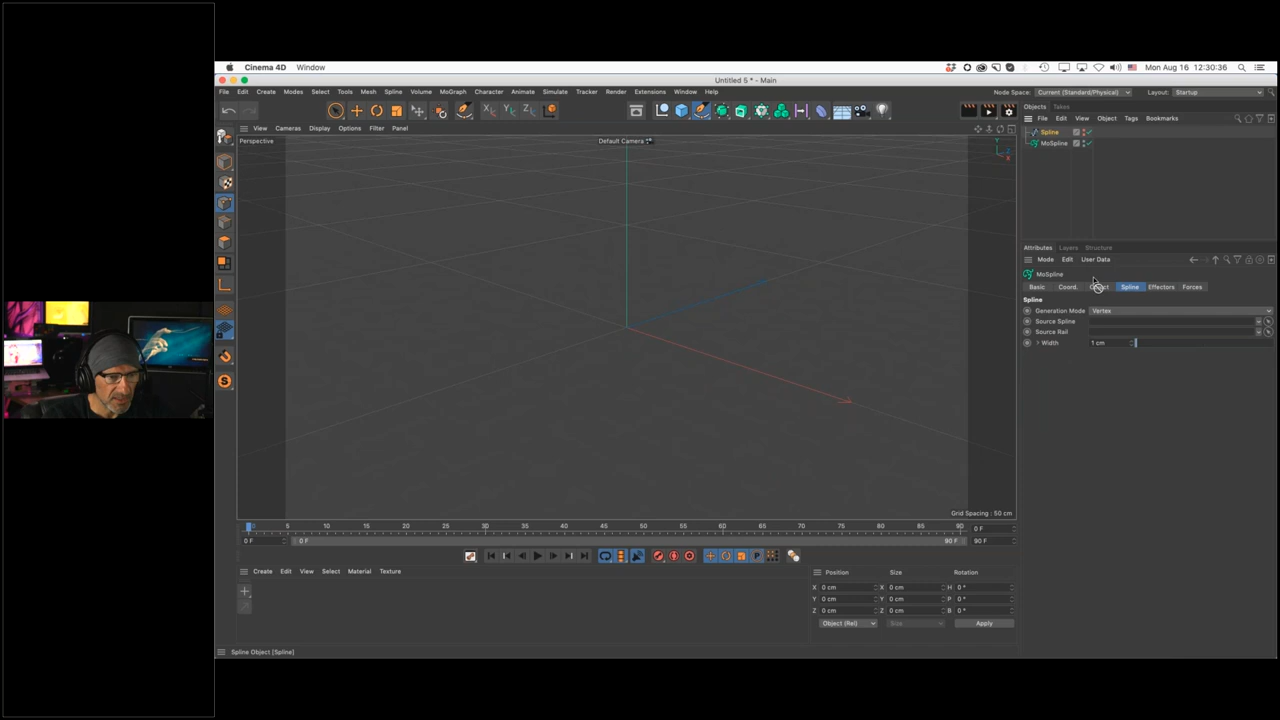 Cinema 4D Window
Mon Aug 16 12:30:36
Untitled 5 * - Main
File Edit Create Modes Select Tools Mesh Spline Volume MoGraph Character Animate Simulate Tracker Render Extensions Window Help
Node Space: Current (Standard/Physical) Layout: Startup
Objects Takes
View Cameras Display Options Filter Panel
File Edit View Object Tags Bookmarks
Perspective
Default Camera
Spline
MoSpline
Attributes Layers Structure
Mode Edit User Data
MoSpline
Basic Coord. Object Spline Effectors Forces
Spline
Generation Mode Vertex
Source Spline
Source Rail
Width 1 cm
Grid Spacing : 50 cm
0 5 10 15 20 25 30 35 40 45 50 55 60 65 70 75 80 85 90 0 F
0 F 0 F 90 F 90 F
Create Edit View Select Material Texture
Position Size Rotation
X 0 cm X 0 cm H 0 °
Y 0 cm Y 0 cm P 0 °
Z 0 cm Z 0 cm B 0 °
Object (Rel) Size Apply
Spline Object [Spline]